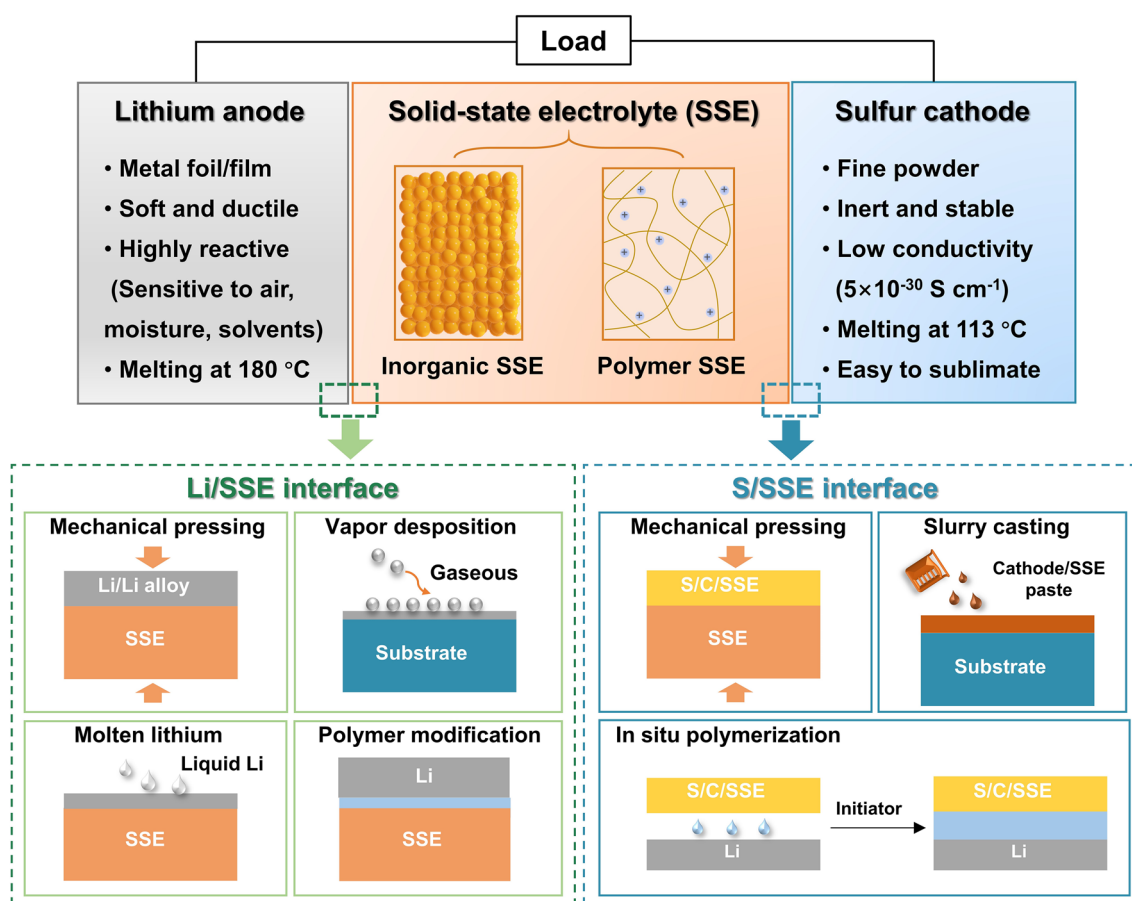 Load
Lithium anode
• Metal foil/film
• Soft and ductile
• Highly reactive
(Sensitive to air,
moisture, solvents)
• Melting at 180 °C
Solid-state electrolyte (SSE)
Inorganic SSE
Polymer SSE
Sulfur cathode
• Fine powder
• Inert and stable
• Low conductivity
(5×10⁻³⁰ S cm⁻¹)
• Melting at 113 °C
• Easy to sublimate
Li/SSE interface
Mechanical pressing
Li/Li alloy
SSE
Vapor desposition
Gaseous
Substrate
Molten lithium
Liquid Li
SSE
Polymer modification
Li
SSE
S/SSE interface
Mechanical pressing
S/C/SSE
SSE
Slurry casting
Cathode/SSE
paste
Substrate
In situ polymerization
S/C/SSE
Li
Initiator
S/C/SSE
Li